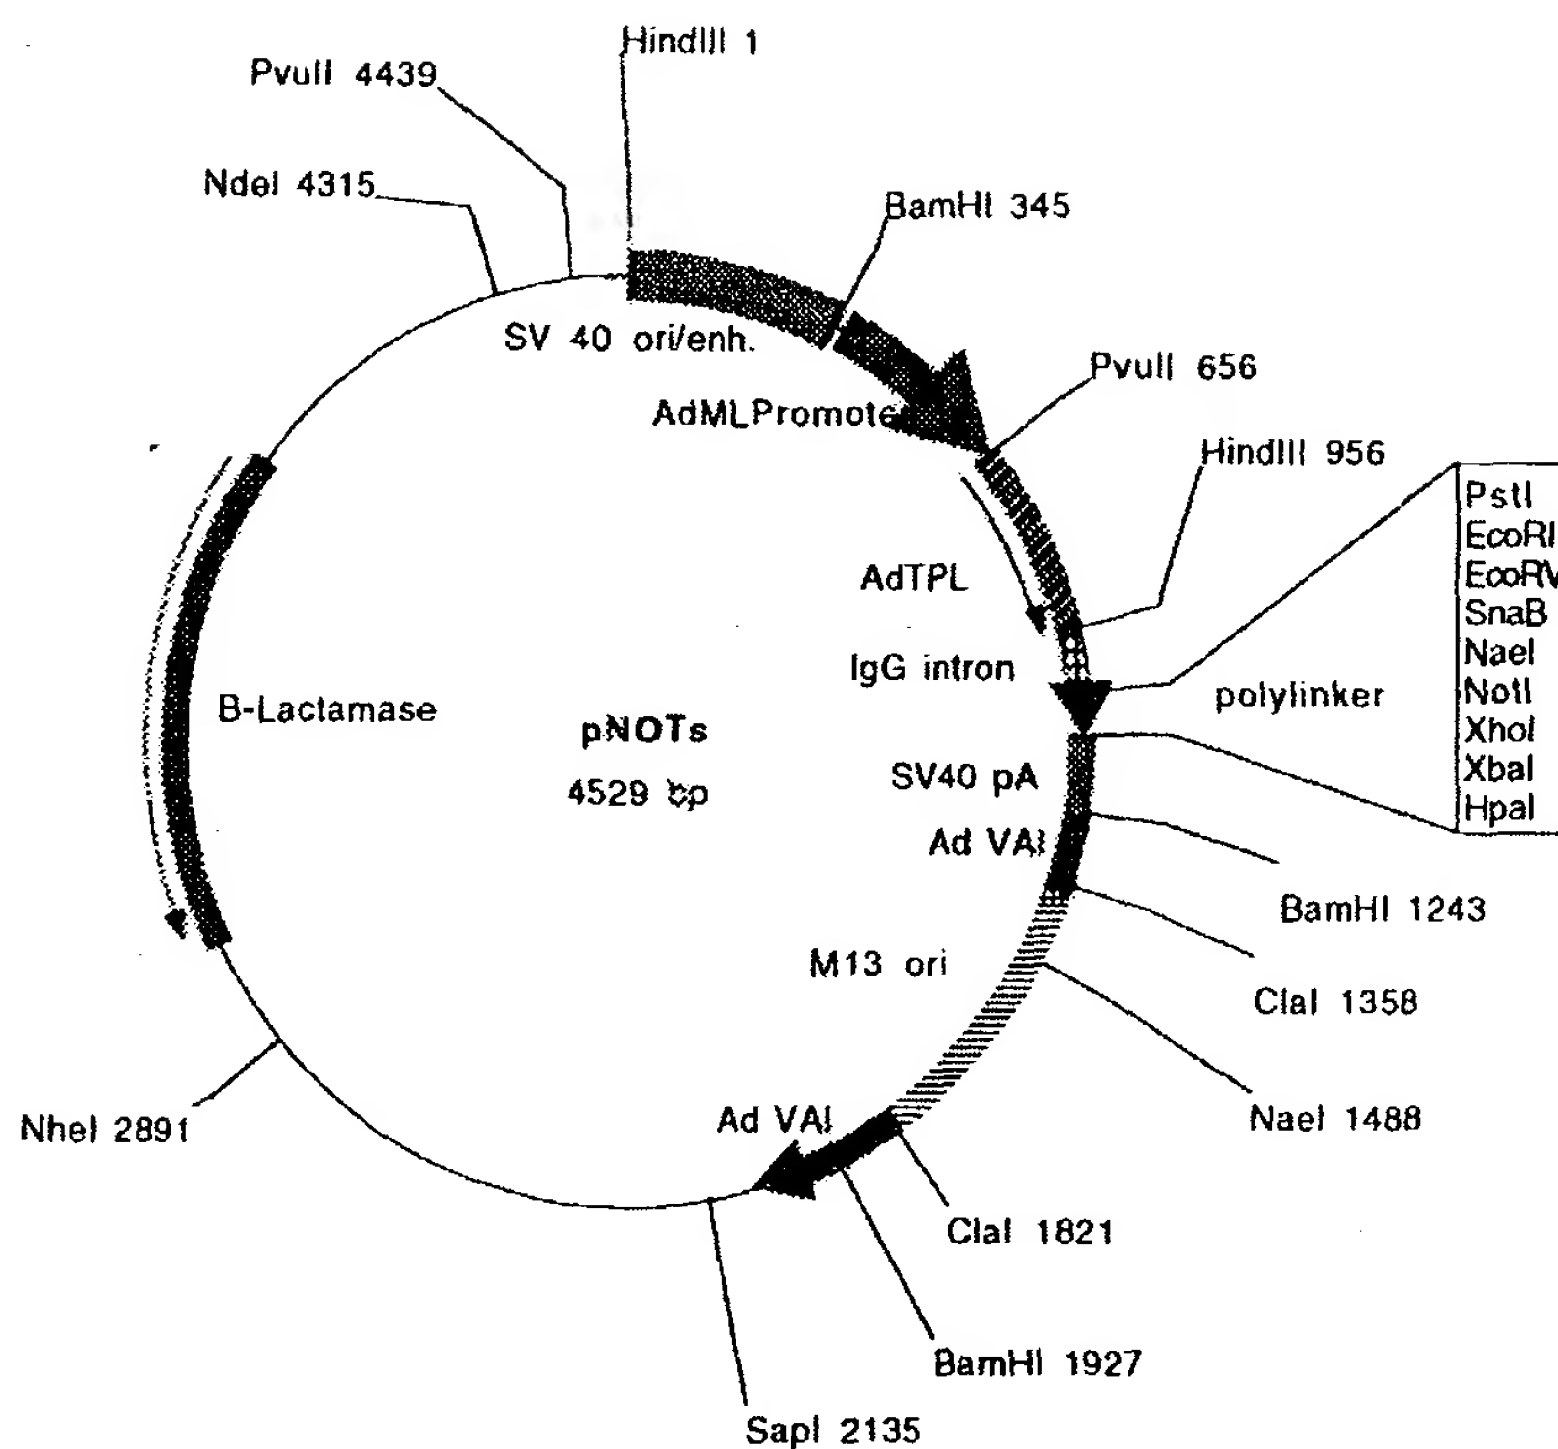 HindIII 1
PvuII 4439
NdeI 4315
BamHI 345
SV 40 ori/enh.
PvuII 656
AdMLPromote
HindIII 956
PstI
EcoRI
EcoRV
SnaB
NaeI
NotI
XhoI
XbaI
HpaI
AdTPL
IgG intron
polylinker
B-Lactamase
pNOTs
4529 bp
SV40 pA
Ad VAI
BamHI 1243
M13 ori
ClaI 1358
NaeI 1488
Ad VAI
NheI 2891
ClaI 1821
BamHI 1927
SapI 2135